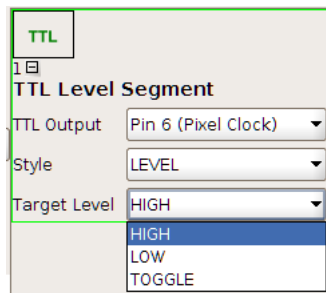 TTL
1
TTL Level Segment
TTL Output Pin 6 (Pixel Clock)
Style LEVEL
Target Level HIGH
HIGH
LOW
TOGGLE